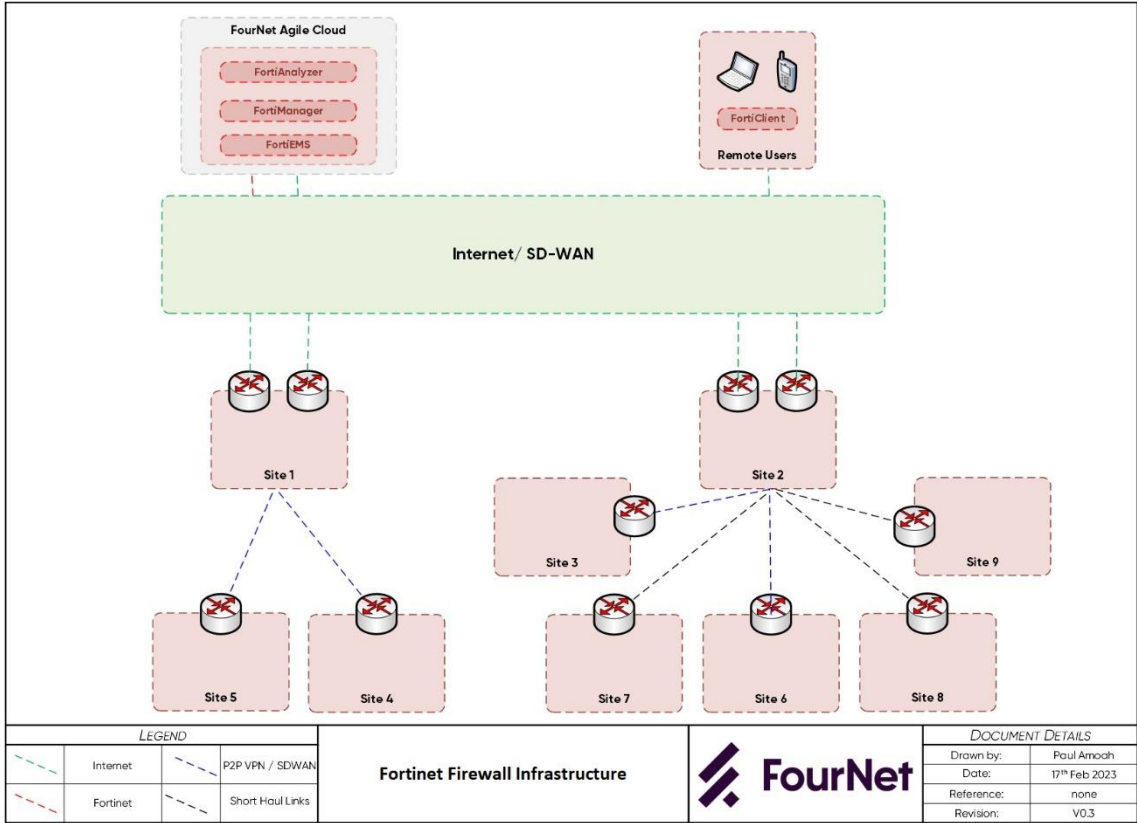 FourNet Agile Cloud
FortiAnalyzer
FortiManager
FortiEMS
FortiClient
Remote Users
Internet/ SD-WAN
Site 1
Site 2
Site 3
Site 9
Site 5
Site 4
Site 7
Site 6
Site 8
LEGEND
Internet
P2P VPN / SDWAN
Fortinet
Short Haul Links
Fortinet Firewall Infrastructure
FourNet
DOCUMENT DETAILS
Drawn by: Paul Amoah
Date: 17th Feb 2023
Reference: none
Revision: V0.3